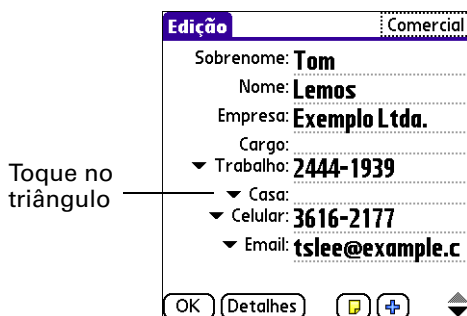 Edição Comercial
Sobrenome: Tom
Nome: Lemos
Empresa: Exemplo Ltda.
Cargo:
Trabalho: 2444-1939
Toque no
triângulo
Casa:
Celular: 3616-2177
Email: tslee@example.c
OK Detalhes